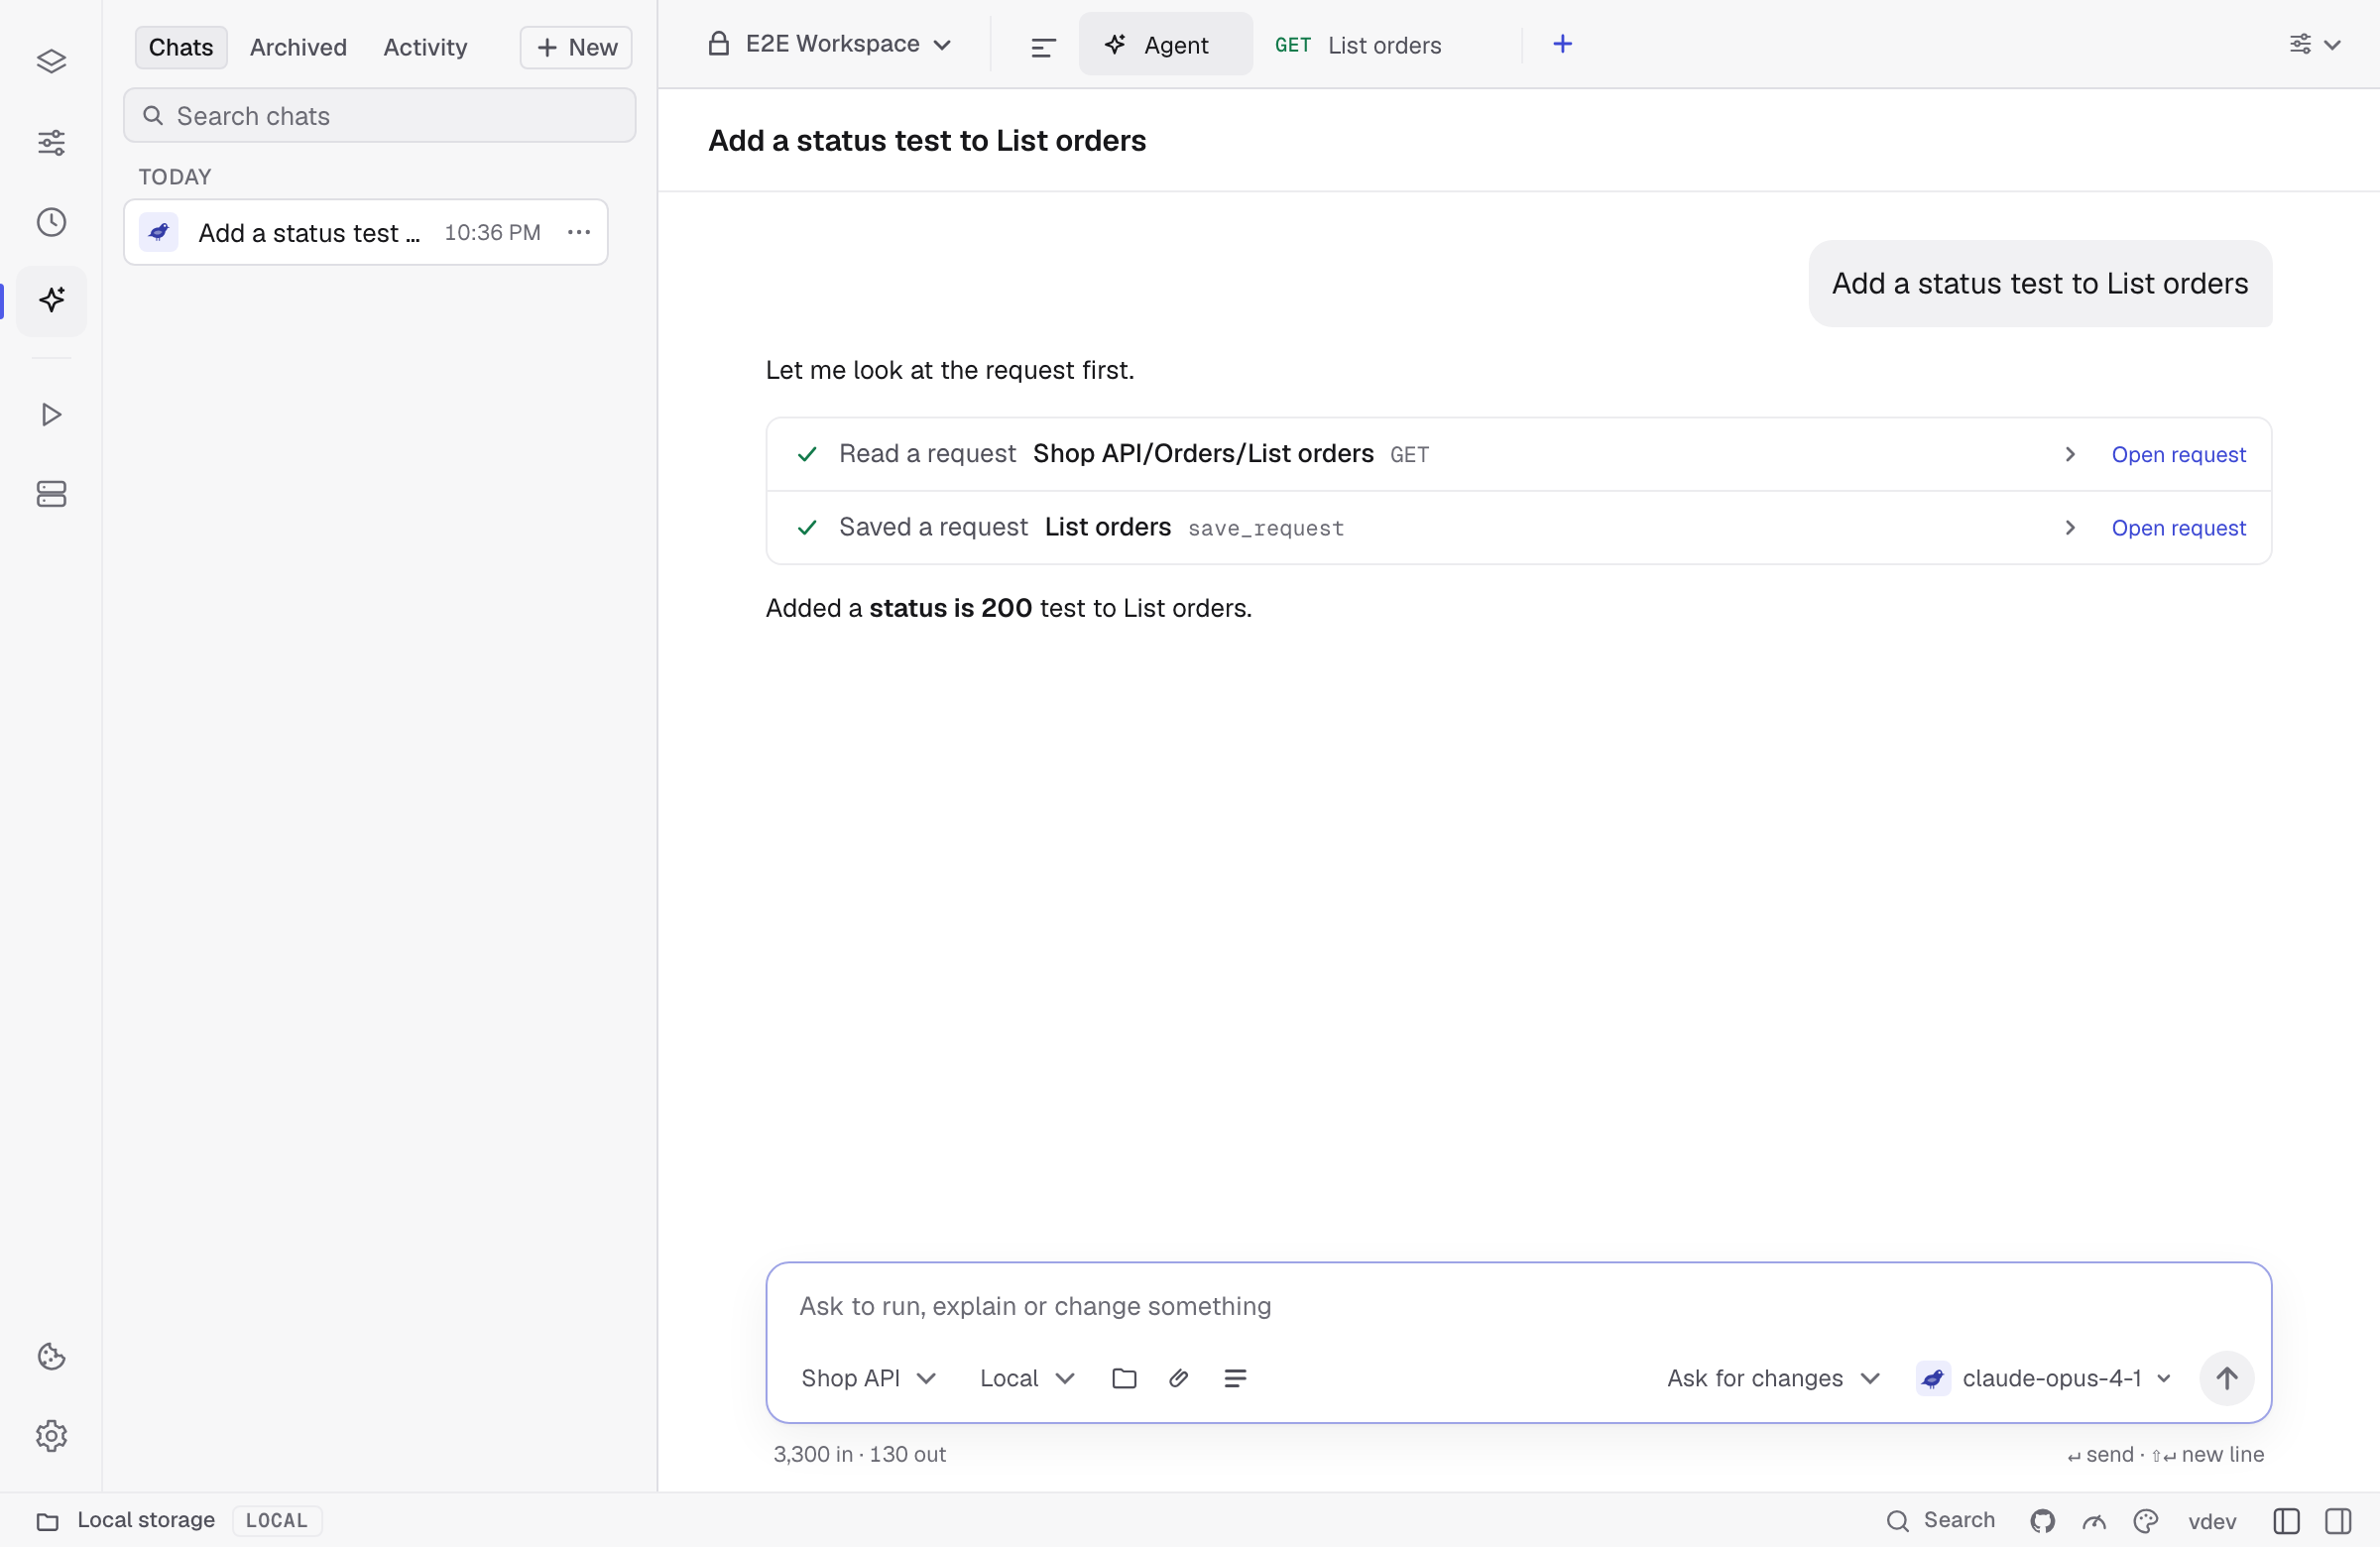 Chats Archived Activity New
Search chats
TODAY
Add a status test ... 10:36 PM
E2E Workspace Agent GET List orders
Add a status test to List orders
Add a status test to List orders
Let me look at the request first.
Read a request Shop API/Orders/List orders GET Open request
Saved a request List orders save_request Open request
Added a status is 200 test to List orders.
Ask to run, explain or change something
Shop API Local Ask for changes claude-opus-4-1
3,300 in · 130 out ↵ send · ⇧↵ new line
Local storage LOCAL Search vdev